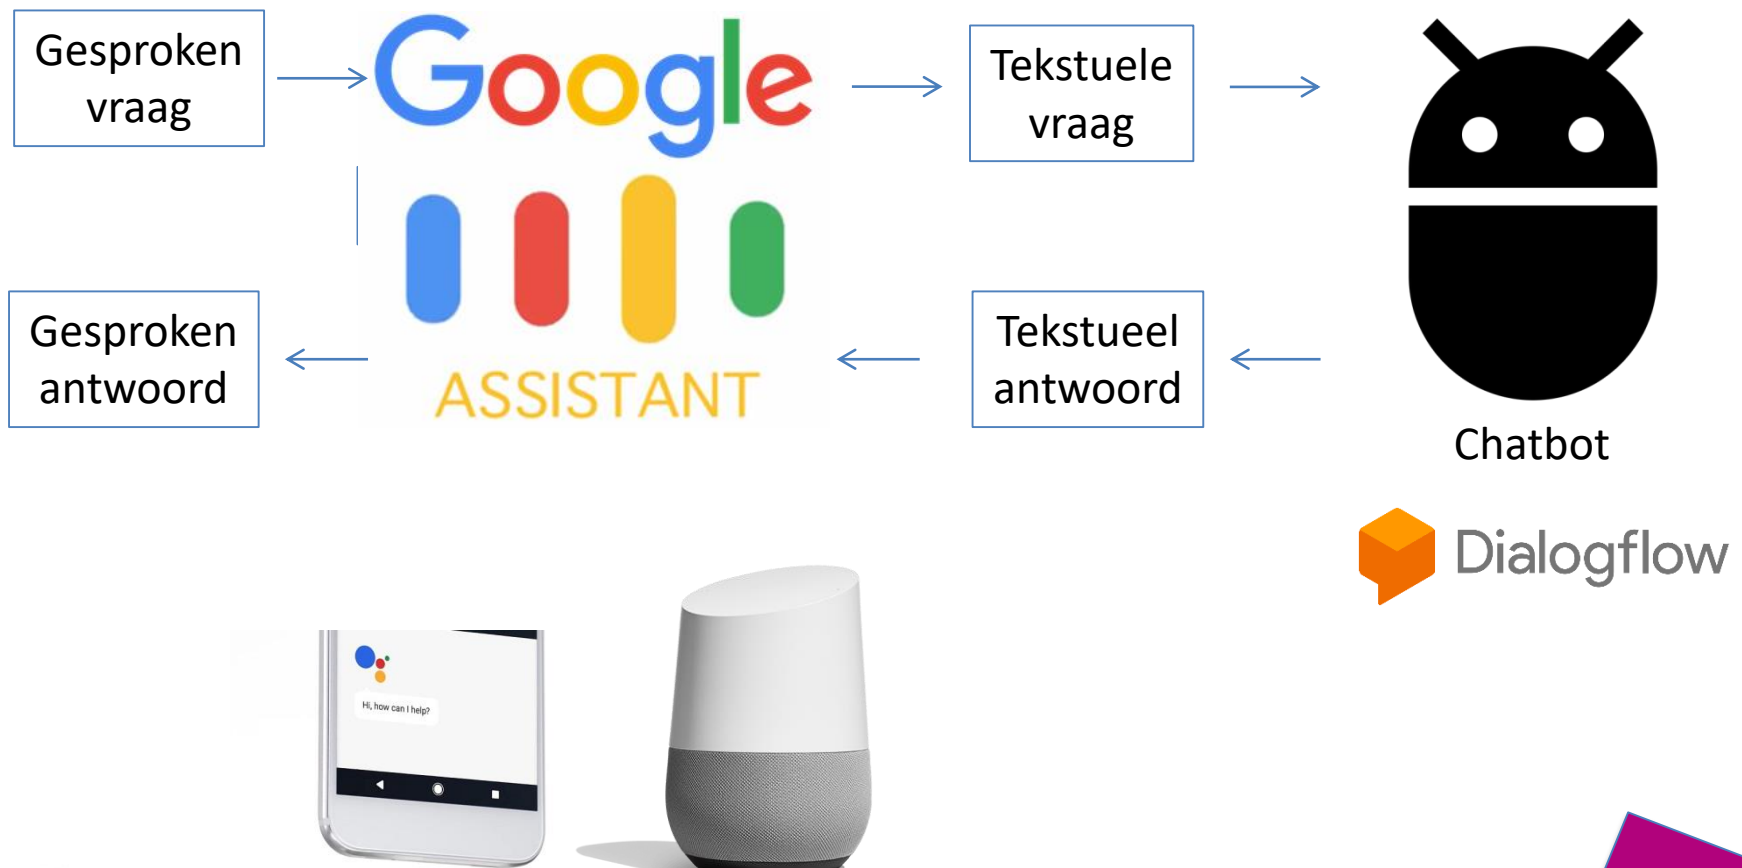 Gesproken
vraag
Google
ASSISTANT
Tekstuele
vraag
Gesproken
antwoord
Tekstueel
antwoord
Chatbot
Dialogflow
Hi, how can I help?